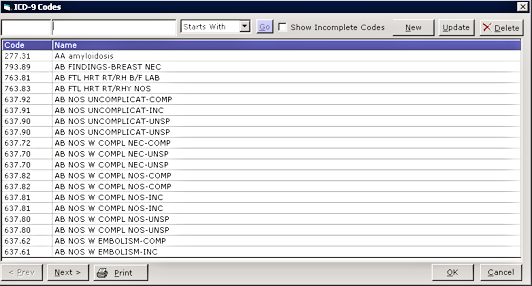 ICD-9 Codes
Starts With Go Show Incomplete Codes New Update Delete
Code Name
277.31 AA amyloidosis
793.89 AB FINDINGS-BREAST NEC
763.81 AB FTL HRT RT/RH B/F LAB
763.83 AB FTL HRT RT/RHY NOS
637.92 AB NOS UNCOMPLICAT-COMP
637.91 AB NOS UNCOMPLICAT-INC
637.90 AB NOS UNCOMPLICAT-UNSP
637.90 AB NOS UNCOMPLICAT-UNSP
637.72 AB NOS W COMPL NEC-COMP
637.70 AB NOS W COMPL NEC-UNSP
637.70 AB NOS W COMPL NEC-UNSP
637.82 AB NOS W COMPL NOS-COMP
637.82 AB NOS W COMPL NOS-COMP
637.81 AB NOS W COMPL NOS-INC
637.81 AB NOS W COMPL NOS-INC
637.80 AB NOS W COMPL NOS-UNSP
637.80 AB NOS W COMPL NOS-UNSP
637.62 AB NOS W EMBOLISM-COMP
637.61 AB NOS W EMBOLISM-INC
< Prev Next > Print OK Cancel